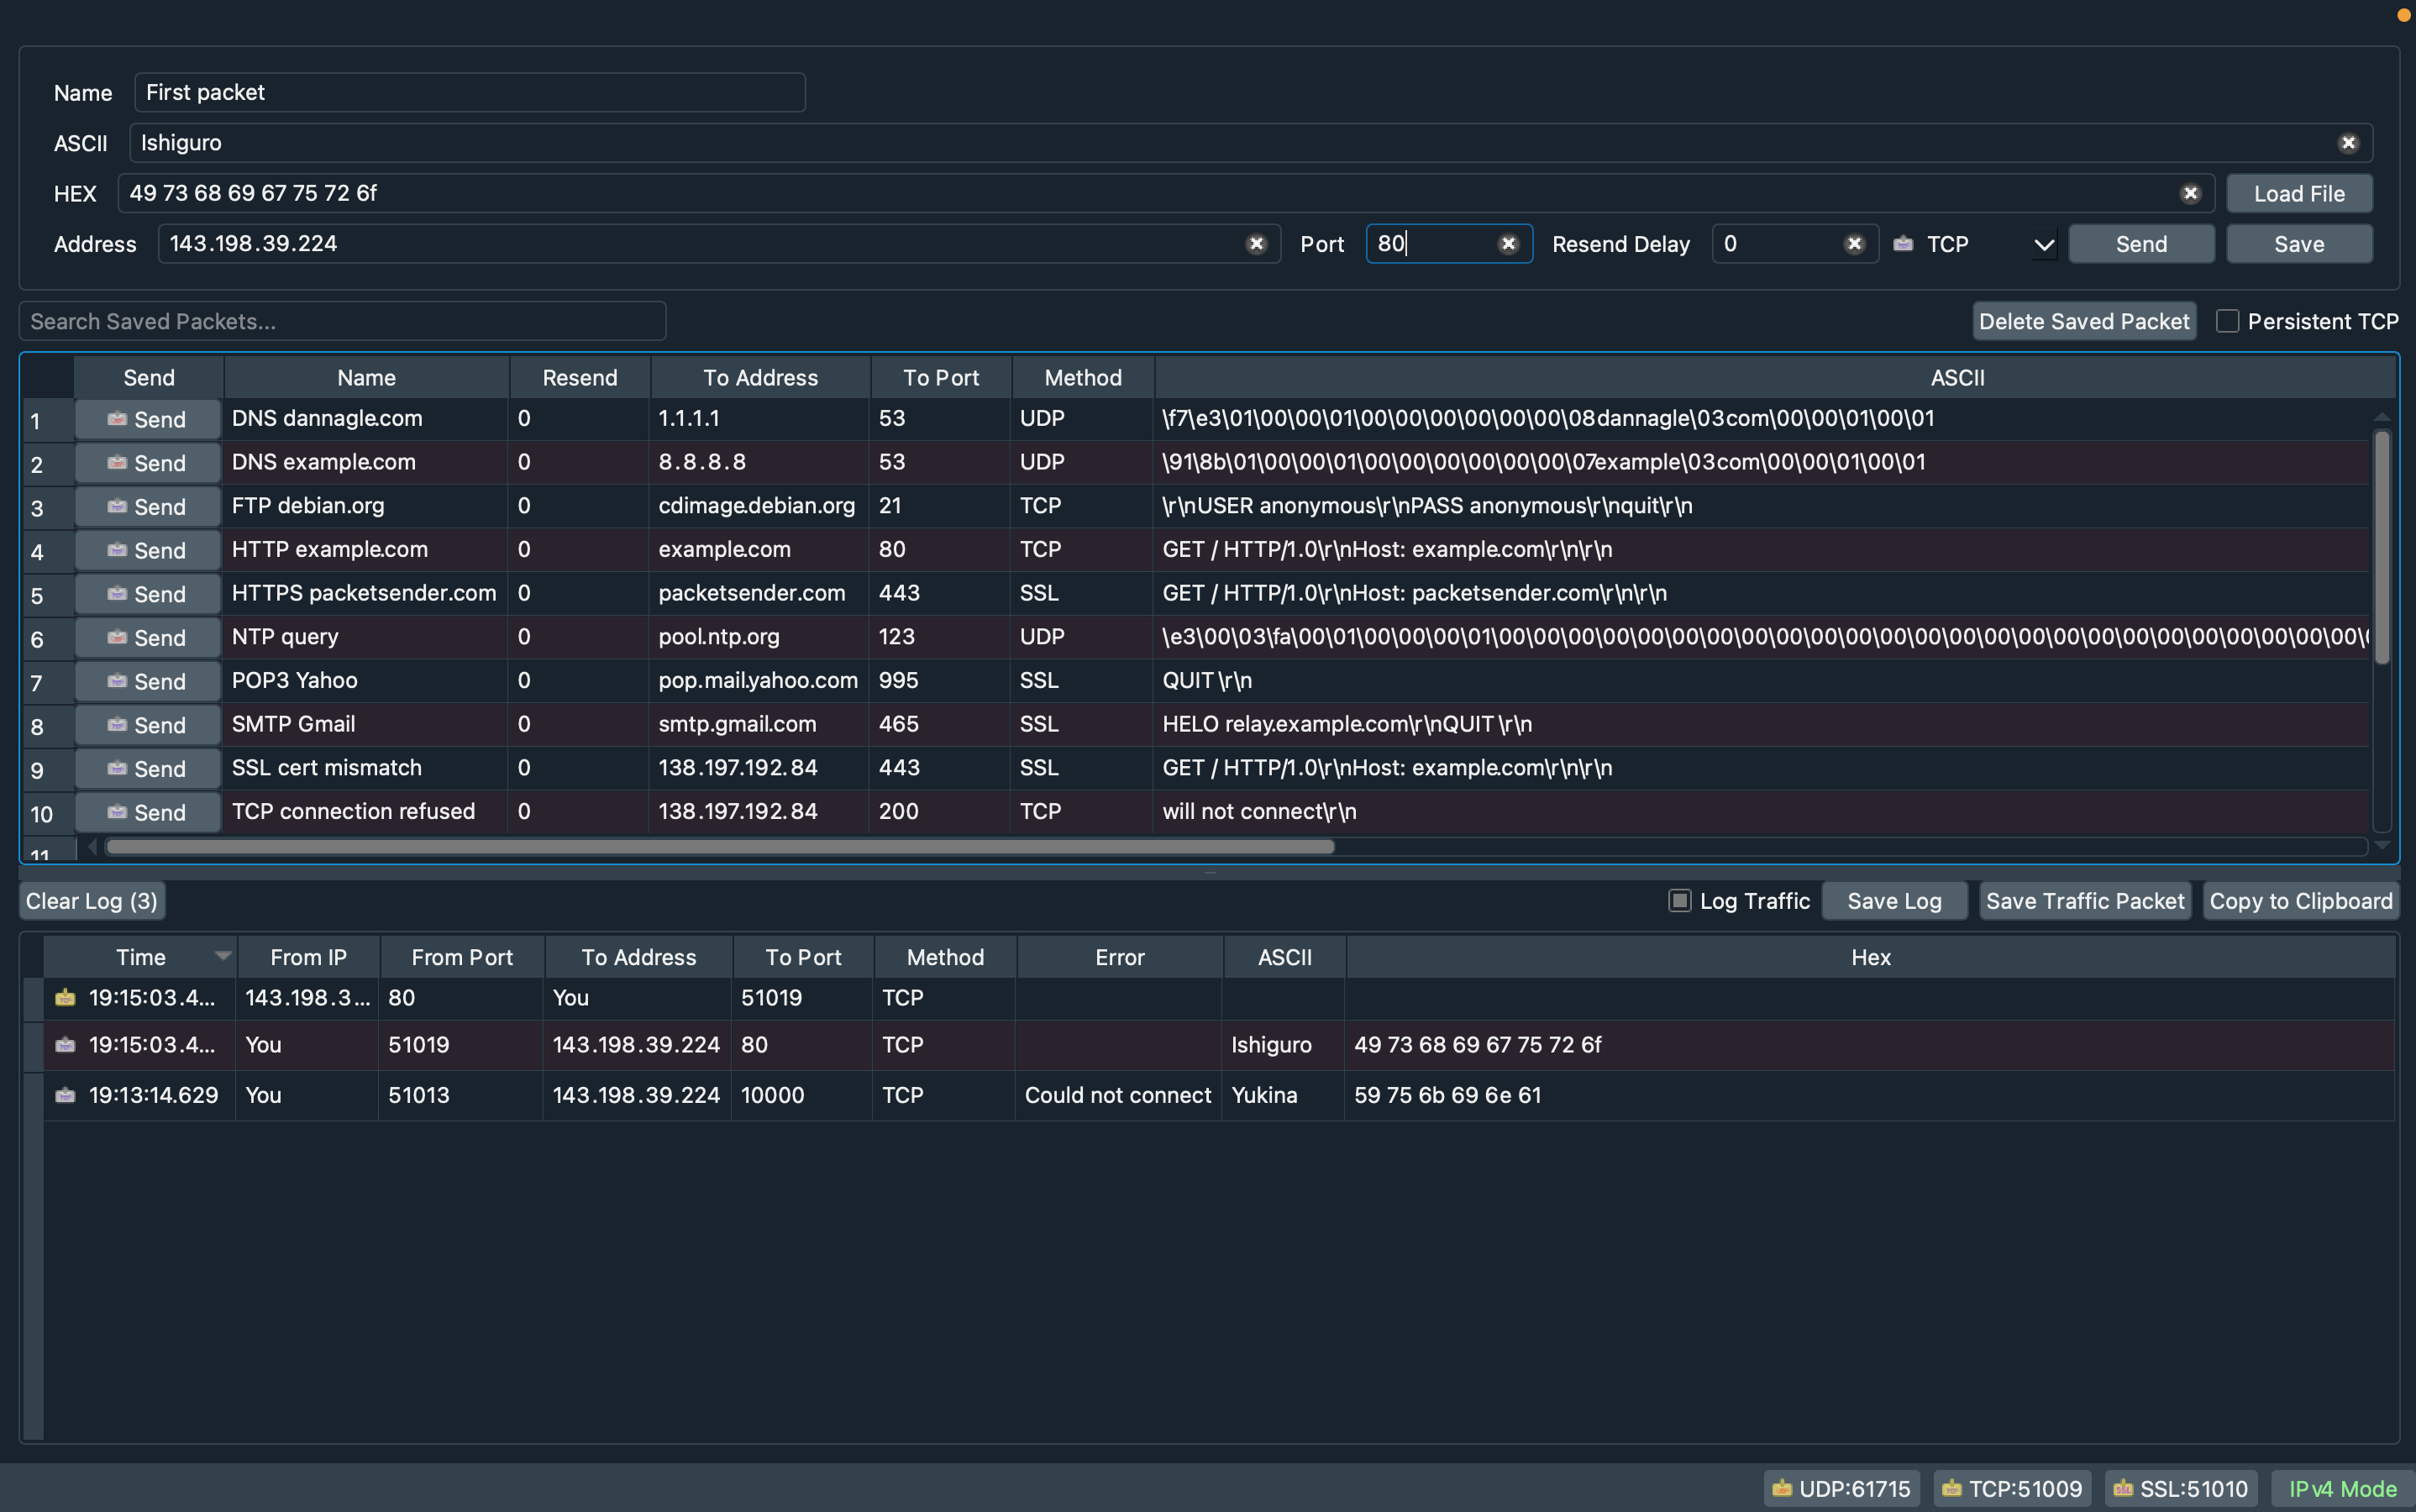 Name First packet
ASCII Ishiguro
HEX 49 73 68 69 67 75 72 6f Load File
Address 143.198.39.224 Port 80 Resend Delay 0 TCP Send Save
Search Saved Packets... Delete Saved Packet Persistent TCP
Send Name Resend To Address To Port Method ASCII
1 Send DNS dannagle.com 0 1.1.1.1 53 UDP \f7\e3\01\00\00\01\00\00\00\00\00\00\08dannagle\03com\00\00\01\00\01
2 Send DNS example.com 0 8.8.8.8 53 UDP \91\8b\01\00\00\01\00\00\00\00\00\00\07example\03com\00\00\01\00\01
3 Send FTP debian.org 0 cdimage.debian.org 21 TCP \r\nUSER anonymous\r\nPASS anonymous\r\nquit\r\n
4 Send HTTP example.com 0 example.com 80 TCP GET / HTTP/1.0\r\nHost: example.com\r\n\r\n
5 Send HTTPS packetsender.com 0 packetsender.com 443 SSL GET / HTTP/1.0\r\nHost: packetsender.com\r\n\r\n
6 Send NTP query 0 pool.ntp.org 123 UDP \e3\00\03\fa\00\01\00\00\00\01\00\00\00\00\00\00\00\00\00\00\00\00\00\00\00\00\00\00\00\00\00\00\00\00\
7 Send POP3 Yahoo 0 pop.mail.yahoo.com 995 SSL QUIT\r\n
8 Send SMTP Gmail 0 smtp.gmail.com 465 SSL HELO relay.example.com\r\nQUIT\r\n
9 Send SSL cert mismatch 0 138.197.192.84 443 SSL GET / HTTP/1.0\r\nHost: example.com\r\n\r\n
10 Send TCP connection refused 0 138.197.192.84 200 TCP will not connect\r\n
11
Clear Log (3) Log Traffic Save Log Save Traffic Packet Copy to Clipboard
Time From IP From Port To Address To Port Method Error ASCII Hex
19:15:03.4... 143.198.3... 80 You 51019 TCP
19:15:03.4... You 51019 143.198.39.224 80 TCP Ishiguro 49 73 68 69 67 75 72 6f
19:13:14.629 You 51013 143.198.39.224 10000 TCP Could not connect Yukina 59 75 6b 69 6e 61
UDP:61715 TCP:51009 SSL:51010 IPv4 Mode